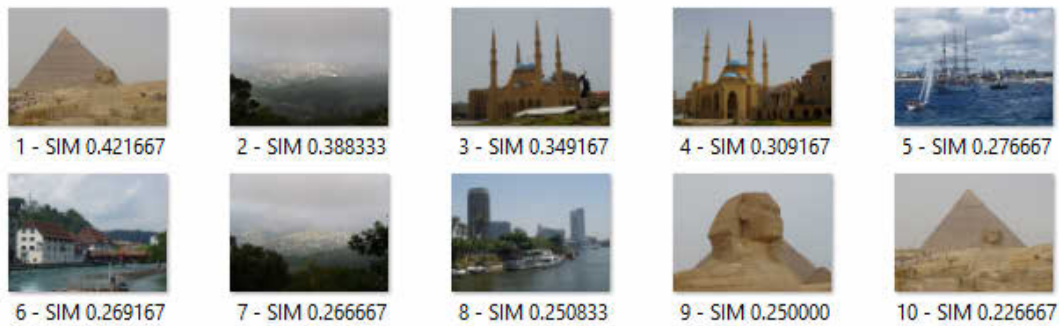 1 - SIM 0.421667
2 - SIM 0.388333
3 - SIM 0.349167
4 - SIM 0.309167
5 - SIM 0.276667
6 - SIM 0.269167
7 - SIM 0.266667
8 - SIM 0.250833
9 - SIM 0.250000
10 - SIM 0.226667